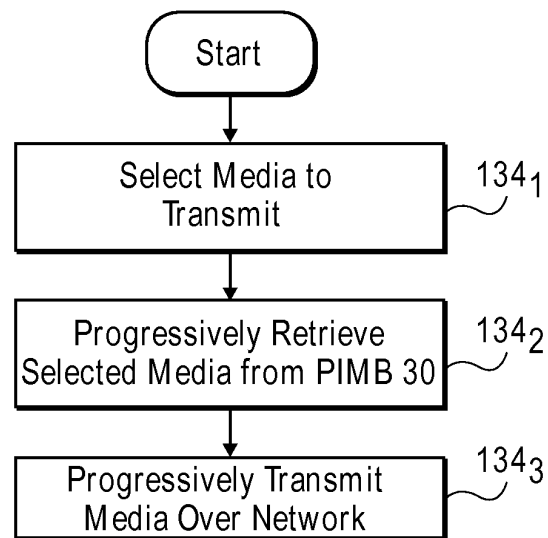 Start
Select Media to
Transmit
134₁
Progressively Retrieve
Selected Media from PIMB 30
134₂
Progressively Transmit
Media Over Network
134₃